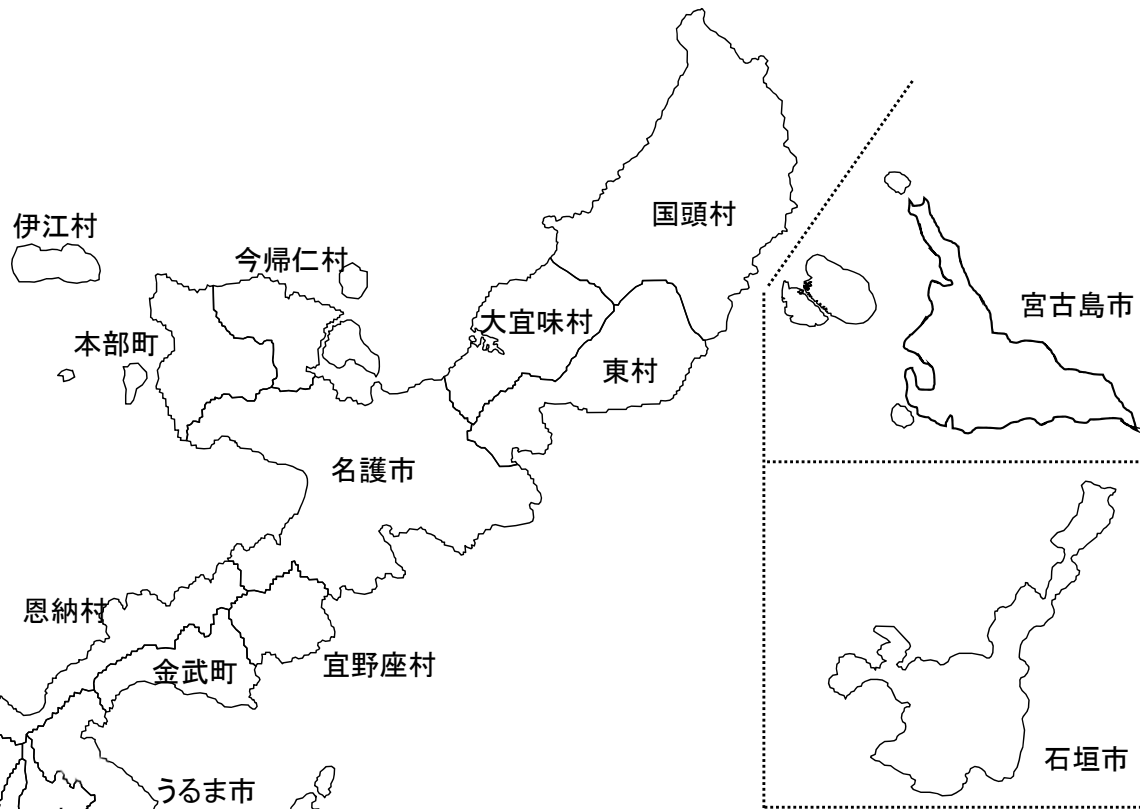 国頭村
伊江村
今帰仁村
宮古島市
大宜味村
本部町
東村
名護市
恩納村
金武町
宜野座村
石垣市
うるま市